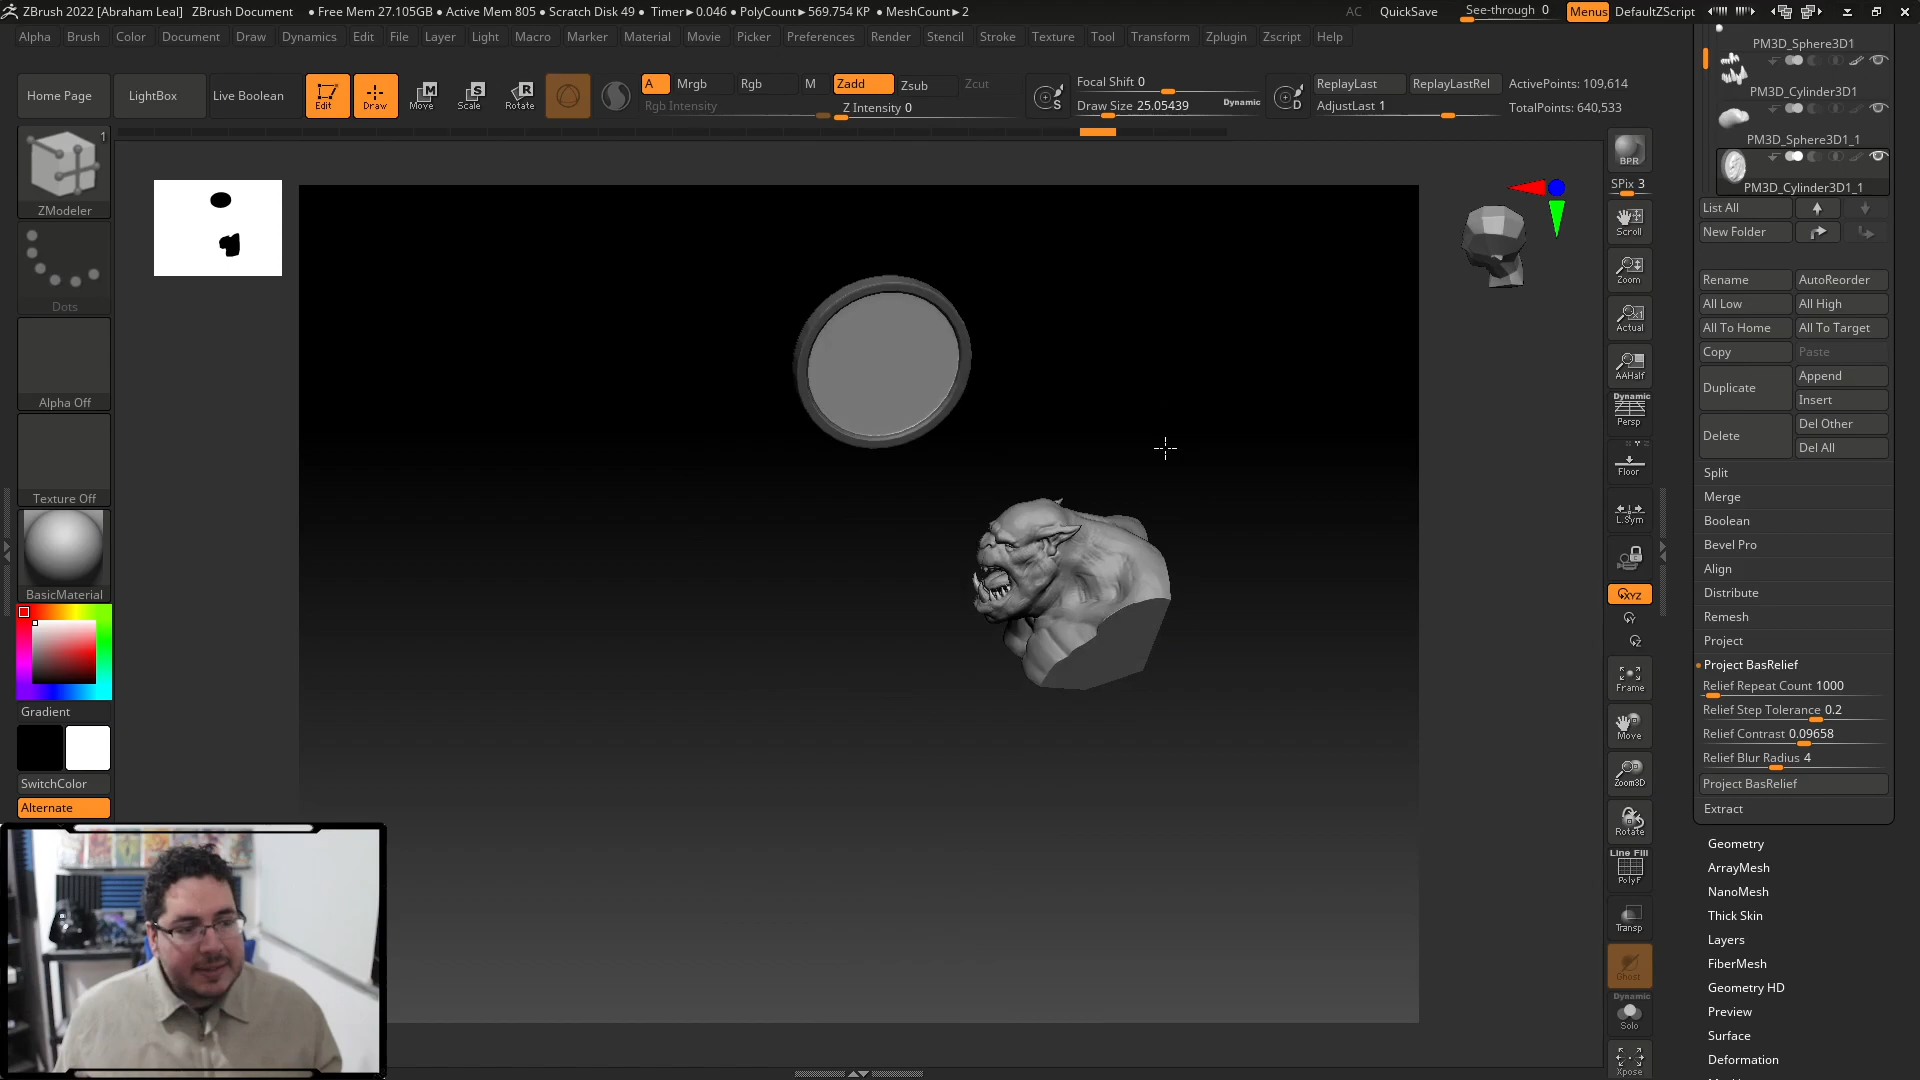 ZBrush 2022 [Abraham Leal] ZBrush Document • Free Mem 27.105GB • Active Mem 805 • Scratch Disk 49 • Timer►0.046 • PolyCount►569.754 KP • MeshCount►2
AC QuickSave See-through 0 Menus DefaultZScript
Alpha Brush Color Document Draw Dynamics Edit File Layer Light Macro Marker Material Movie Picker Preferences Render Stencil Stroke Texture Tool Transform Zplugin Zscript Help
Home Page LightBox Live Boolean Edit Draw Move Scale Rotate
A Mrgb Rgb M Zadd Zsub Zcut
Rgb Intensity Z Intensity 0
S Focal Shift 0
Draw Size 25.05439 Dynamic
D ReplayLast ReplayLastRel
AdjustLast 1
ActivePoints: 109,614
TotalPoints: 640,533
1
ZModeler
Dots
Alpha Off
Texture Off
BasicMaterial
Gradient
SwitchColor
Alternate
BPR
SPix 3
Scroll
Zoom
Actual
AAHalf
Dynamic
Persp
Floor
L.Sym
XYZ
Y
Z
Frame
Move
Zoom3D
Rotate
Line Fill
PolyF
Transp
Ghost
Dynamic
Solo
Xpose
PM3D_Sphere3D1
PM3D_Cylinder3D1
PM3D_Sphere3D1_1
PM3D_Cylinder3D1_1
List All
New Folder
Rename AutoReorder
All Low All High
All To Home All To Target
Copy Paste
Duplicate Append
Insert
Delete Del Other
Del All
Split
Merge
Boolean
Bevel Pro
Align
Distribute
Remesh
Project
Project BasRelief
Relief Repeat Count 1000
Relief Step Tolerance 0.2
Relief Contrast 0.09658
Relief Blur Radius 4
Project BasRelief
Extract
Geometry
ArrayMesh
NanoMesh
Thick Skin
Layers
FiberMesh
Geometry HD
Preview
Surface
Deformation